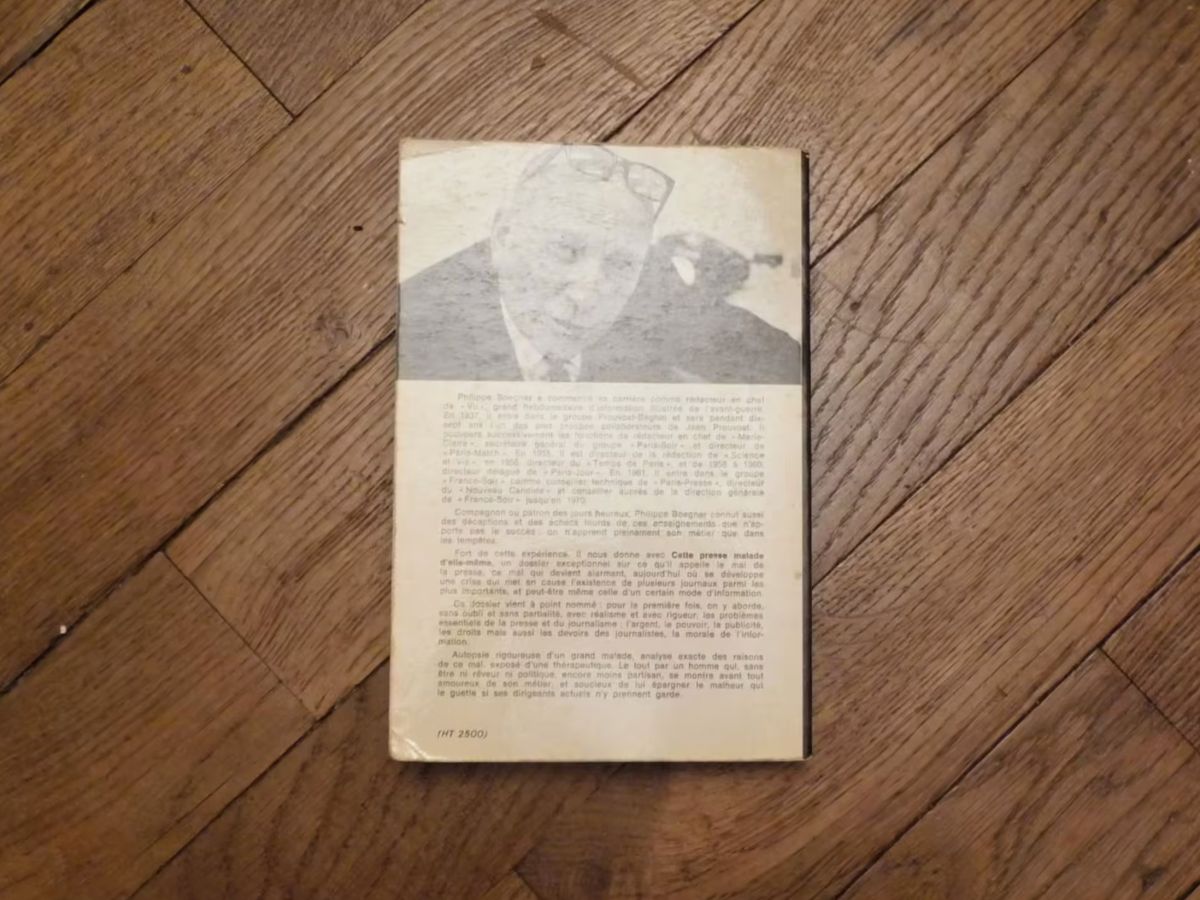 Philippe Boegner a commencé sa carrière comme rédacteur en chef
de « Vu », grand hebdomadaire d'information illustrée de l'avant-guerre.
En 1937, il entre dans le groupe Prouvost-Béghin et sera pendant dix-
sept ans l'un des plus proches collaborateurs de Jean Prouvost. Il
occupera successivement les fonctions de rédacteur en chef de « Marie-
Claire », secrétaire général du groupe « Paris-Soir » et directeur de
« Paris-Match ». En 1953, il est directeur de la rédaction de « Science
et Vie », en 1956, directeur du « Temps de Paris », et de 1958 à 1960,
directeur délégué de « Paris-Jour ». En 1961, il entre dans le groupe
« France-Soir » comme conseiller technique de « Paris-Presse », directeur
du « Nouveau Candide » et conseiller auprès de la direction générale
de « France-Soir » jusqu'en 1970.
Compagnon ou patron des jours heureux, Philippe Boegner connut aussi
des déceptions et des échecs lourds de ces enseignements que n'ap-
porte pas le succès : on n'apprend pleinement son métier que dans
les tempêtes.
Fort de cette expérience, il nous donne avec Cette presse malade
d'elle-même, un dossier exceptionnel sur ce qu'il appelle le mal de
la presse, ce mal qui devient alarmant, aujourd'hui où se développe
une crise qui met en cause l'existence de plusieurs journaux parmi les
plus importants, et peut-être même celle d'un certain mode d'information.
Ce dossier vient à point nommé : pour la première fois, on y aborde,
sans oubli et sans partialité, avec réalisme et avec rigueur, les problèmes
essentiels de la presse et du journalisme : l'argent, le pouvoir, la publicité,
les droits mais aussi les devoirs des journalistes, la morale de l'infor-
mation.
Autopsie rigoureuse d'un grand malade, analyse exacte des raisons
de ce mal, exposé d'une thérapeutique. Le tout par un homme qui, sans
être ni rêveur ni politique, encore moins partisan, se montre avant tout
amoureux de son métier, et soucieux de lui épargner le malheur qui
le guette si ses dirigeants actuels n'y prennent garde.
(HT 2500)